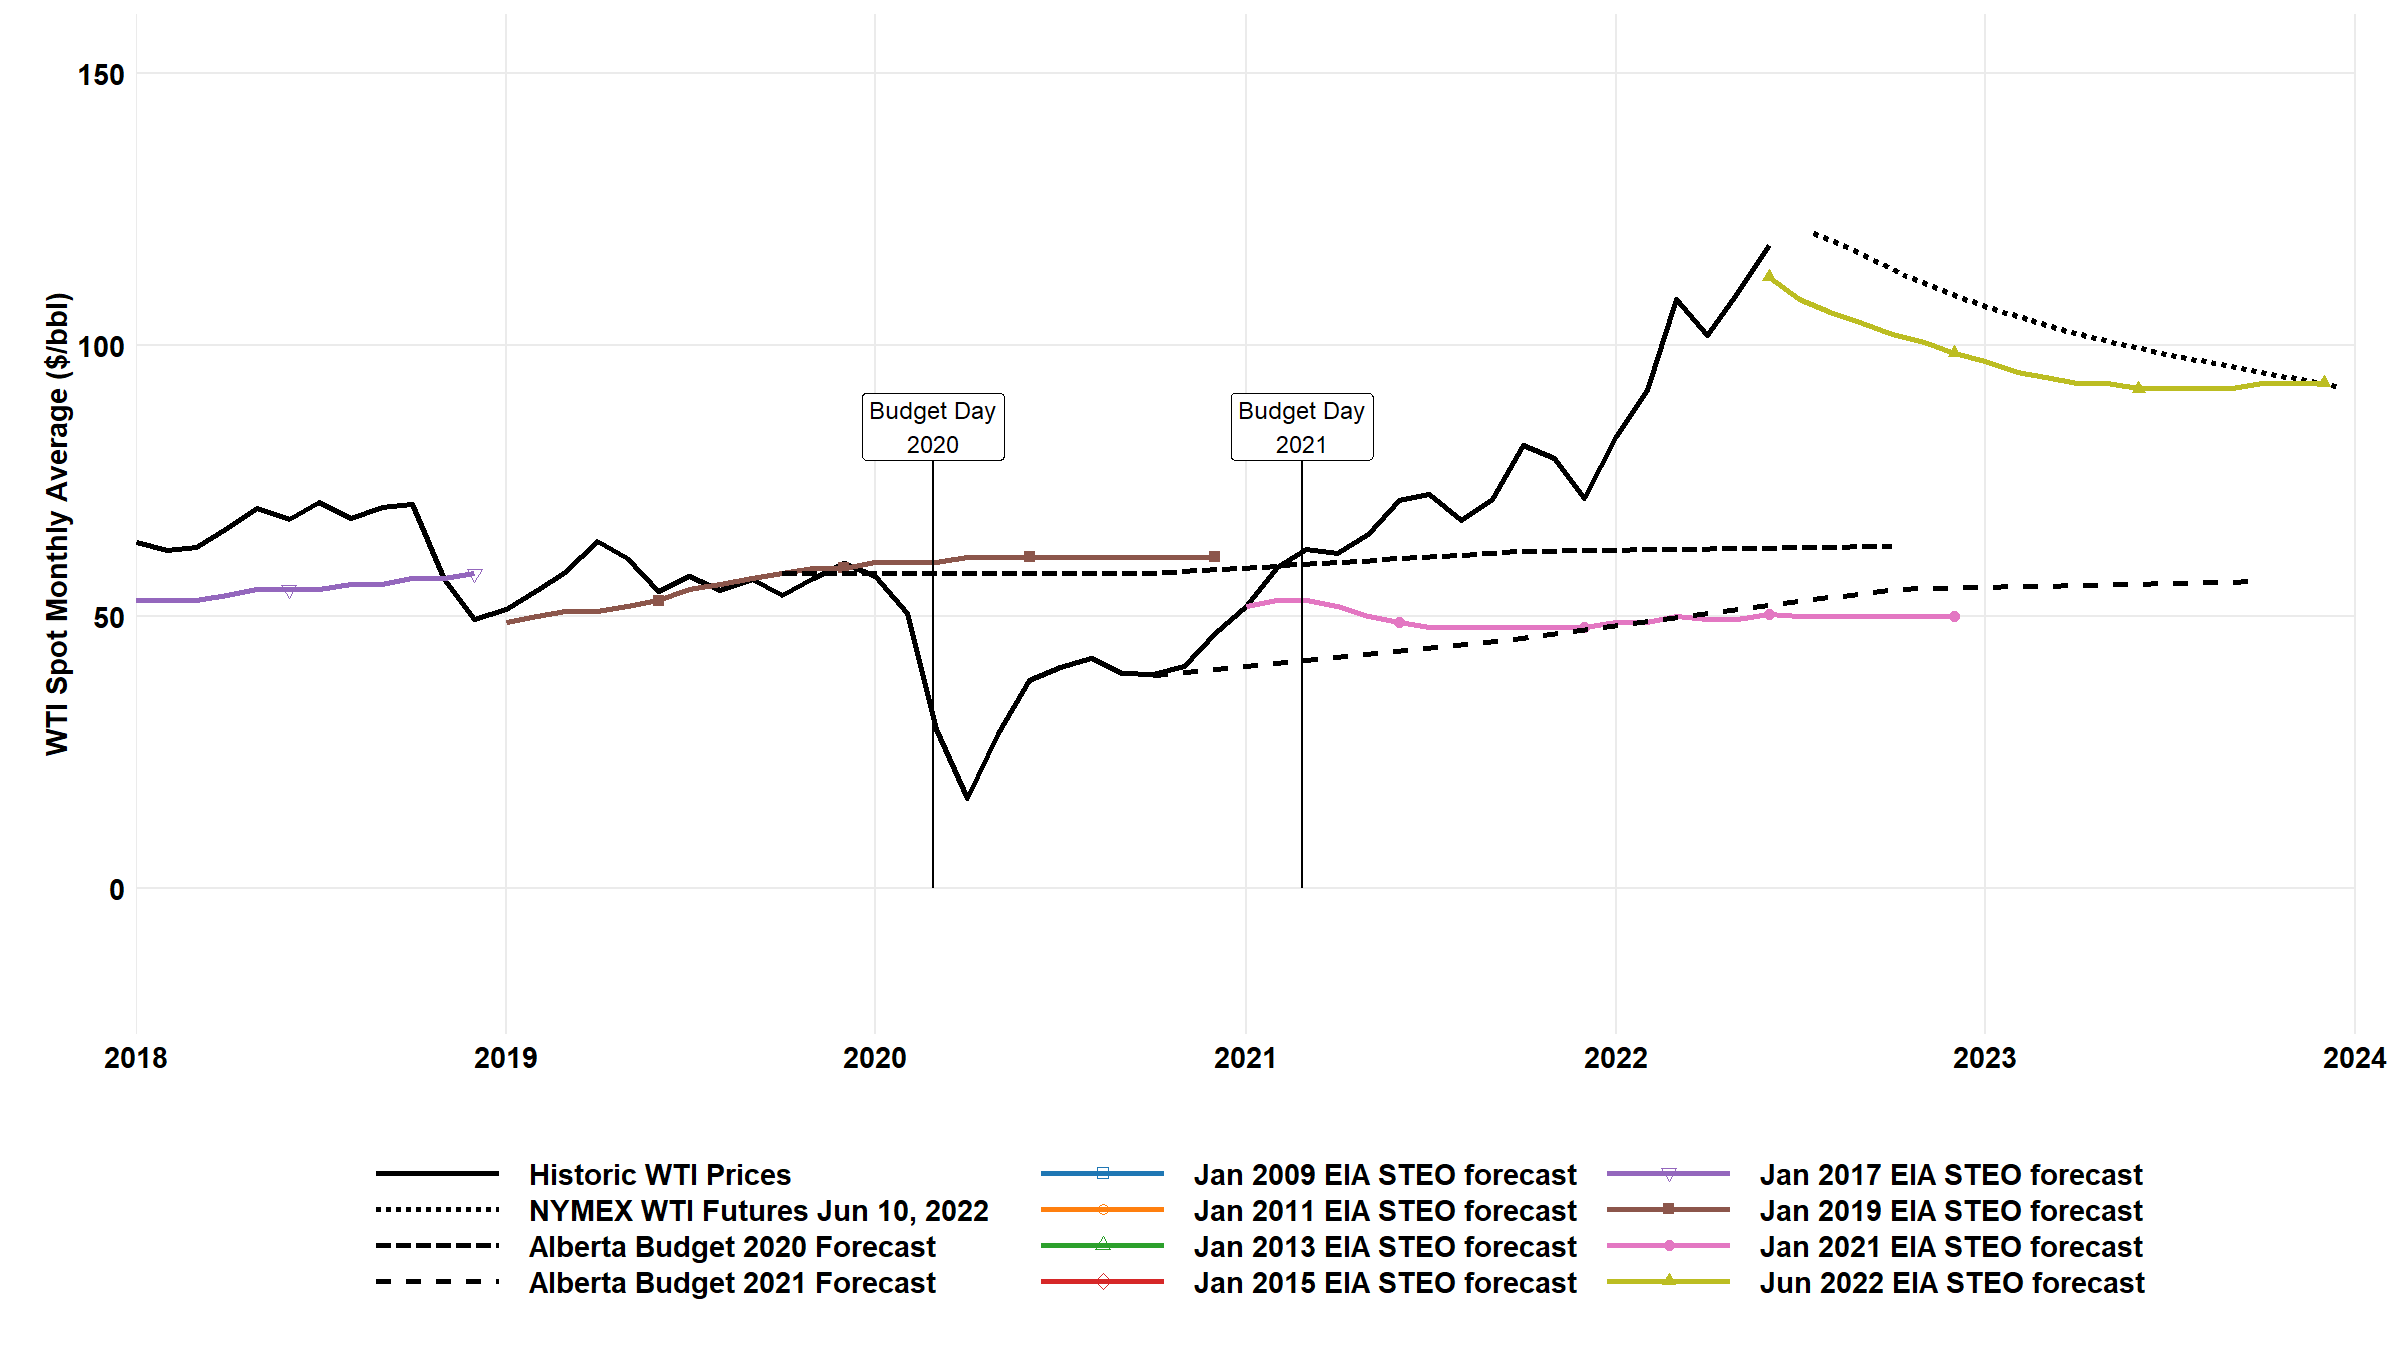 150
100
50
0
WTI Spot Monthly Average ($/bbl)
Budget Day
2020
Budget Day
2021
2018
2019
2020
2021
2022
2023
2024
Historic WTI Prices
NYMEX WTI Futures Jun 10, 2022
Alberta Budget 2020 Forecast
Alberta Budget 2021 Forecast
Jan 2009 EIA STEO forecast
Jan 2011 EIA STEO forecast
Jan 2013 EIA STEO forecast
Jan 2015 EIA STEO forecast
Jan 2017 EIA STEO forecast
Jan 2019 EIA STEO forecast
Jan 2021 EIA STEO forecast
Jun 2022 EIA STEO forecast